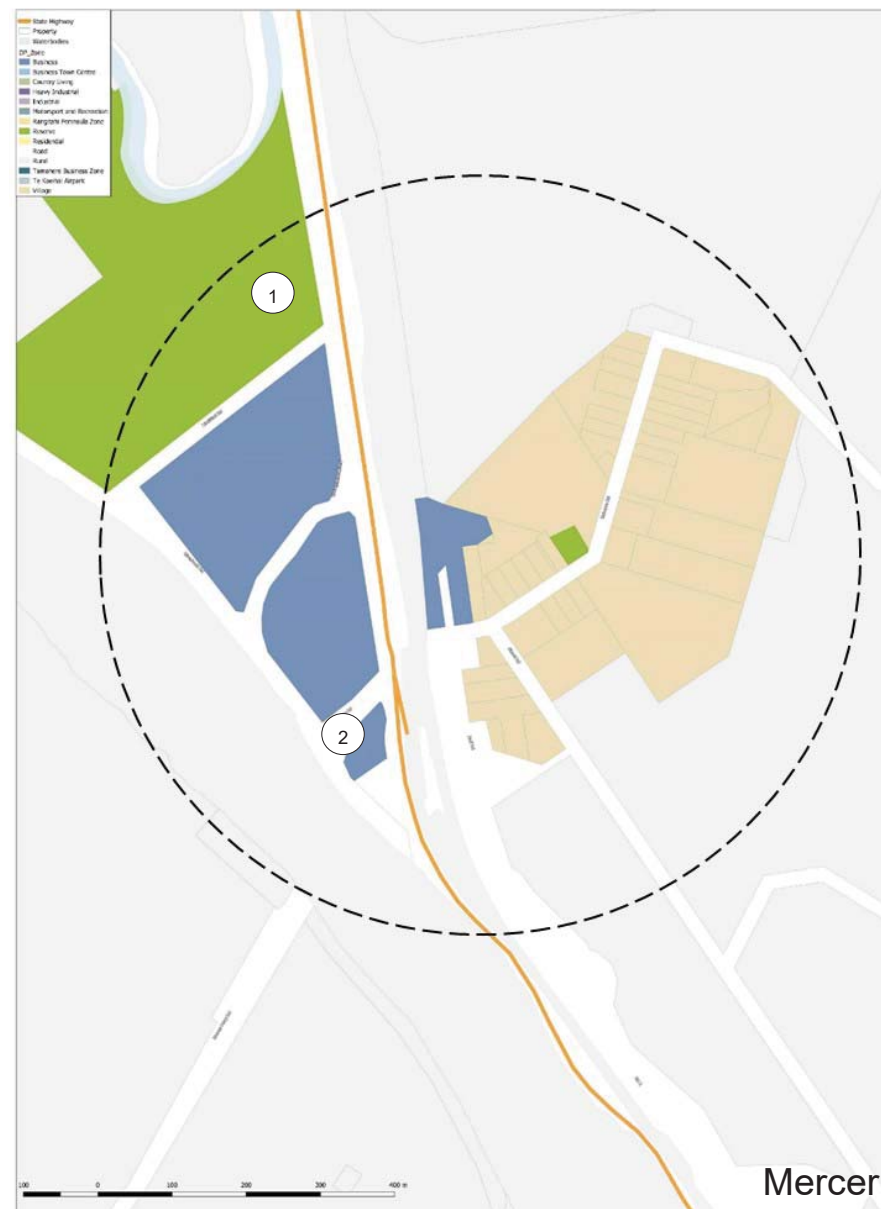 State Highway
Property
Waterbodies
DP_Zone
Business
Business Town Centre
Country Living
Heavy Industrial
Industrial
Motorsport and Recreation
Rangitahi Peninsula Zone
Reserve
Residential
Road
Rural
Tamahere Business Zone
Te Kowhai Airport
Village
1
2
100 0 100 200 300 400 m
Mercer